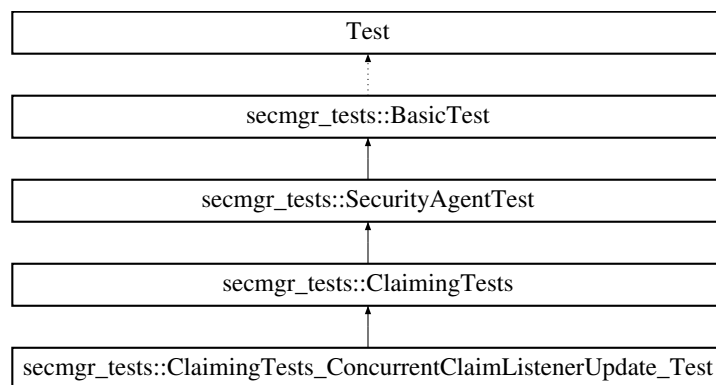 Test
secmgr_tests::BasicTest
secmgr_tests::SecurityAgentTest
secmgr_tests::ClaimingTests
secmgr_tests::ClaimingTests_ConcurrentClaimListenerUpdate_Test